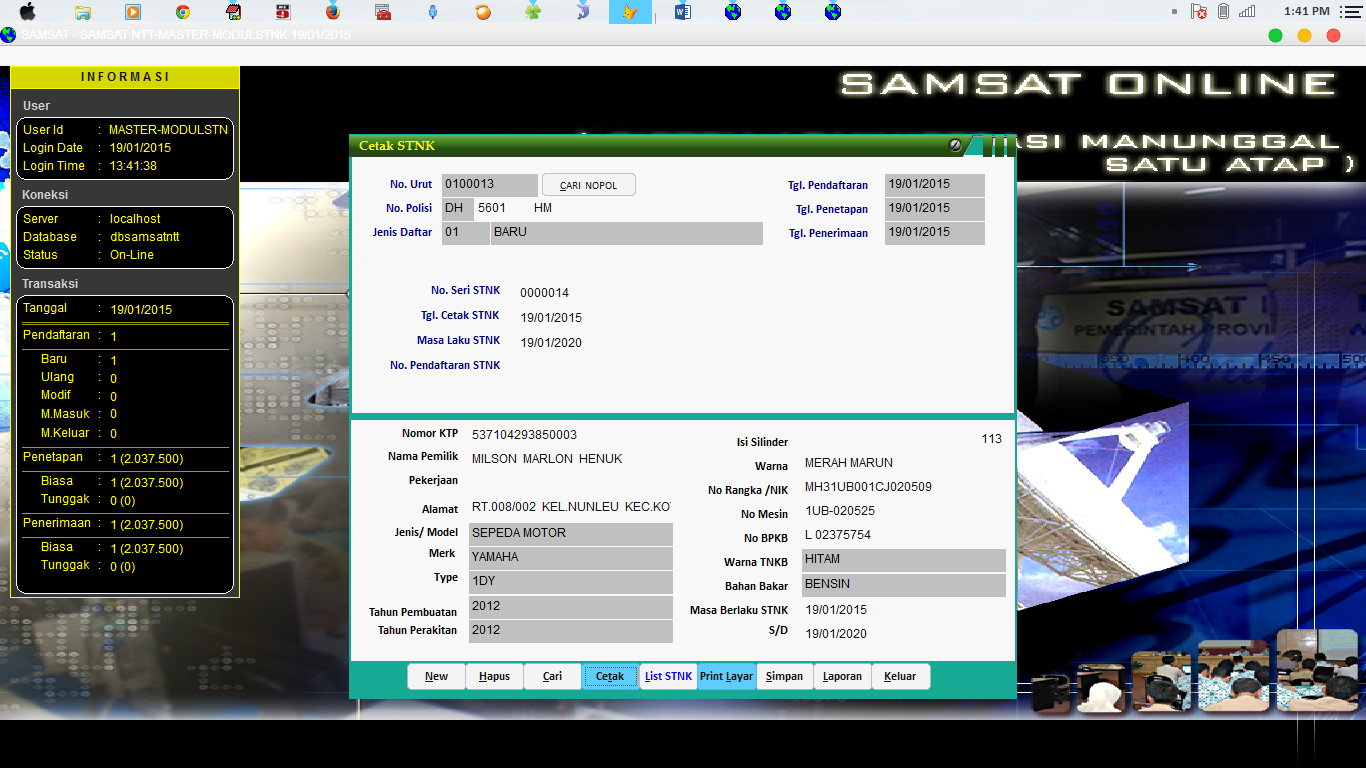 1:41 PM
SAMSAT - SAMSAT NTT-MASTER-MODULSTNK 19/01/2015
SAMSAT ONLINE
ASI MANUNGGAL
SATU ATAP )
INFORMASI
User
User Id : MASTER-MODULSTN
Login Date : 19/01/2015
Login Time : 13:41:38
Koneksi
Server : localhost
Database : dbsamsatntt
Status : On-Line
Transaksi
Tanggal : 19/01/2015
Pendaftaran : 1
Baru : 1
Ulang : 0
Modif : 0
M.Masuk : 0
M.Keluar : 0
Penetapan : 1 (2.037.500)
Biasa : 1 (2.037.500)
Tunggak : 0 (0)
Penerimaan : 1 (2.037.500)
Biasa : 1 (2.037.500)
Tunggak : 0 (0)
Cetak STNK
No. Urut 0100013 CARI NOPOL
No. Polisi DH 5601 HM
Jenis Daftar 01 BARU
Tgl. Pendaftaran 19/01/2015
Tgl. Penetapan 19/01/2015
Tgl. Penerimaan 19/01/2015
No. Seri STNK 0000014
Tgl. Cetak STNK 19/01/2015
Masa Laku STNK 19/01/2020
No. Pendaftaran STNK
Nomor KTP 537104293850003
Nama Pemilik MILSON MARLON HENUK
Pekerjaan
Alamat RT.008/002 KEL.NUNLEU KEC.KO
Jenis/ Model SEPEDA MOTOR
Merk YAMAHA
Type 1DY
Tahun Pembuatan 2012
Tahun Perakitan 2012
Isi Silinder 113
Warna MERAH MARUN
No Rangka /NIK MH31UB001CJ020509
No Mesin 1UB-020525
No BPKB L 02375754
Warna TNKB HITAM
Bahan Bakar BENSIN
Masa Berlaku STNK 19/01/2015
S/D 19/01/2020
New Hapus Cari Cetak List STNK Print Layar Simpan Laporan Keluar
SAMSAT
PEMERINTAH PROVI
350 400 450 500